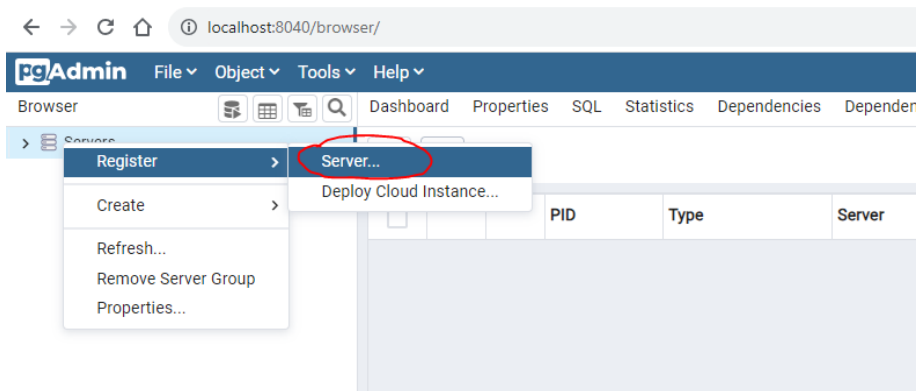 localhost:8040/browser/
pgAdmin File Object Tools Help
Browser Dashboard Properties SQL Statistics Dependencies Dependen
Servers
Register Server...
Deploy Cloud Instance...
Create
PID Type Server
Refresh...
Remove Server Group
Properties...